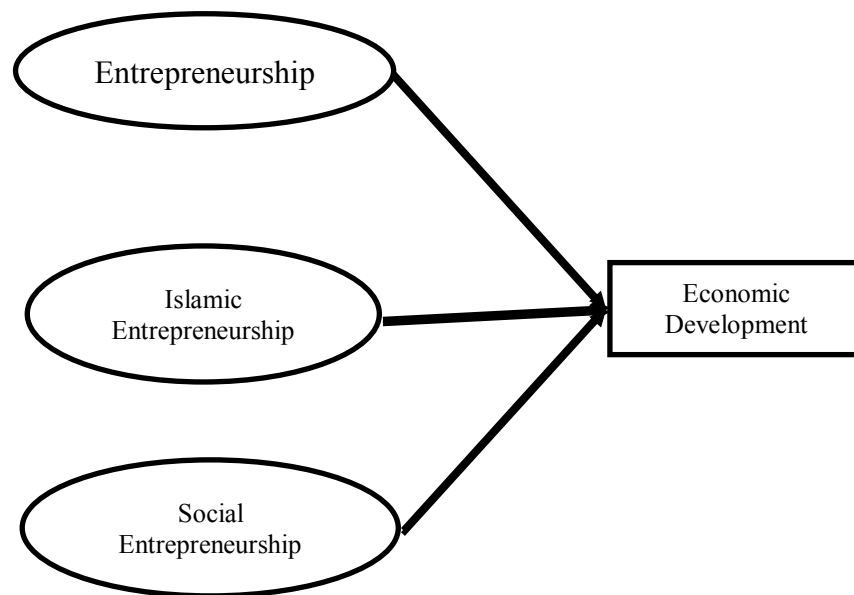 Entrepreneurship
Islamic
Entrepreneurship
Economic
Development
Social
Entrepreneurship